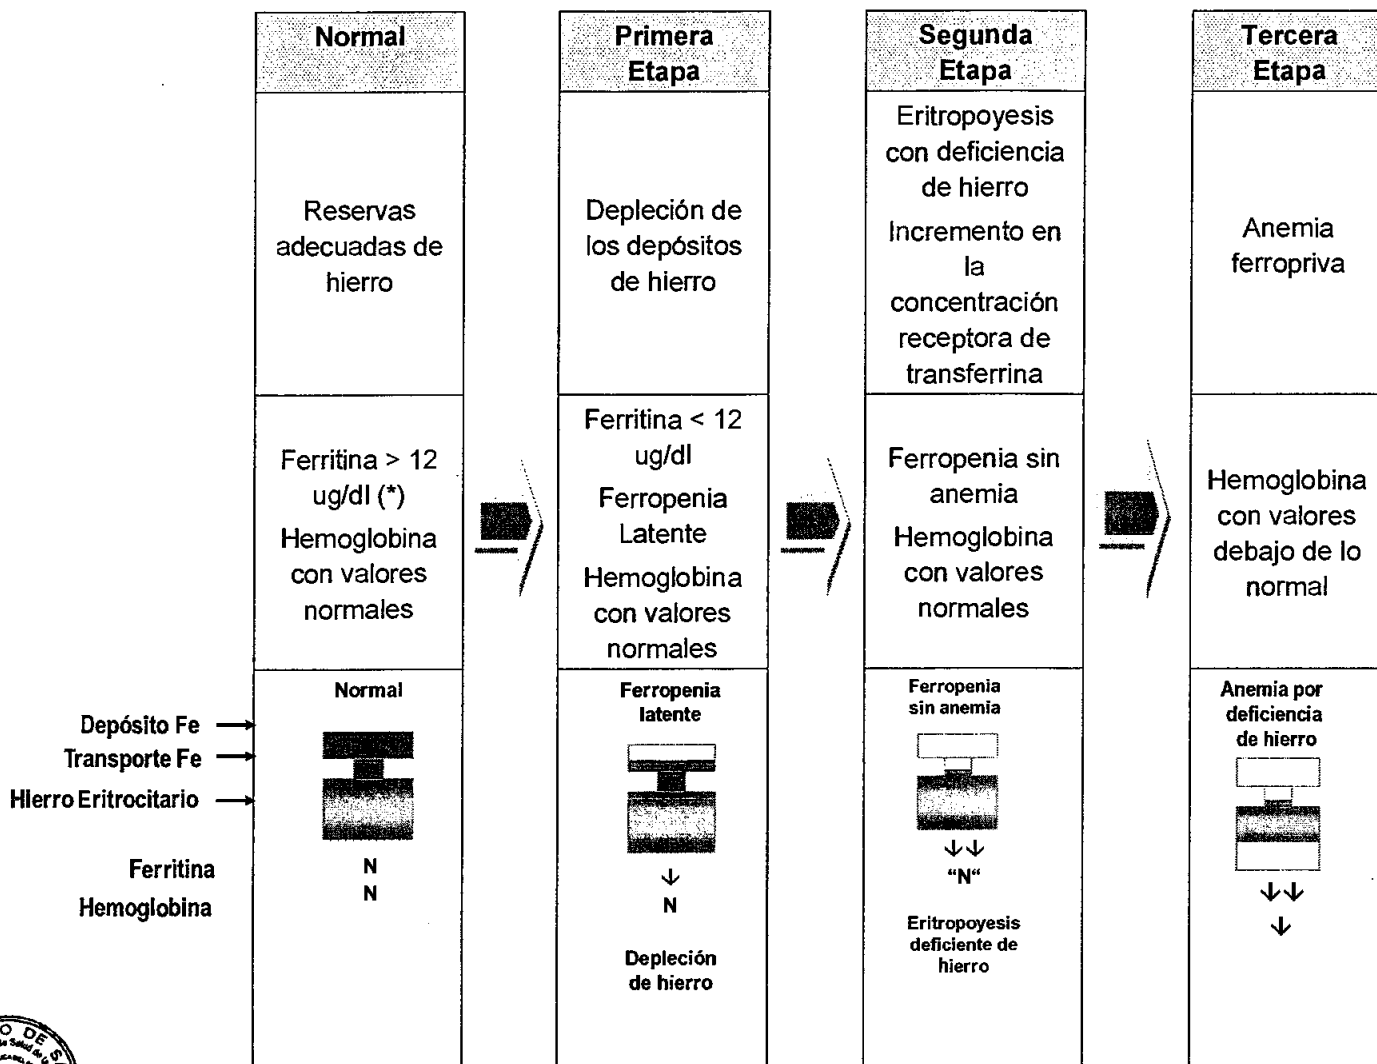 Normal
Primera
Etapa
Segunda
Etapa
Tercera
Etapa
Reservas
adecuadas de
hierro
Depleción de
los depósitos
de hierro
Eritropoyesis
con deficiencia
de hierro
Incremento en
la
concentración
receptora de
transferrina
Anemia
ferropriva
Ferritina > 12
ug/dl (*)
Hemoglobina
con valores
normales
Ferritina < 12
ug/dl
Ferropenia
Latente
Hemoglobina
con valores
normales
Ferropenia sin
anemia
Hemoglobina
con valores
normales
Hemoglobina
con valores
debajo de lo
normal
Depósito Fe →
Transporte Fe →
Hierro Eritrocitario →
Ferritina
Hemoglobina
Normal
N
N
Ferropenia
latente
↓
N
Depleción
de hierro
Ferropenia
sin anemia
↓↓
"N"
Eritropoyesis
deficiente de
hierro
Anemia por
deficiencia
de hierro
↓↓
↓
O DE SA